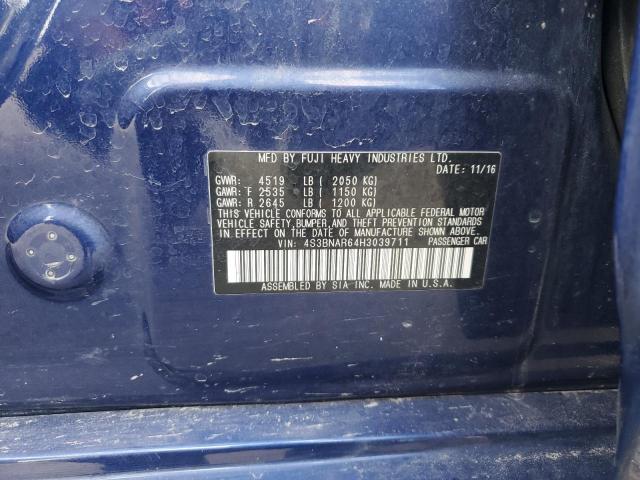 MFD BY FUJI HEAVY INDUSTRIES LTD.
DATE: 11/16
GVWR: 4519 LB ( 2050 KG)
GAWR: F 2535 LB ( 1150 KG)
GAWR: R 2645 LB ( 1200 KG)
THIS VEHICLE CONFORMS TO ALL APPLICABLE FEDERAL MOTOR
VEHICLE SAFETY,BUMPER,AND THEFT PREVENTION STANDARDS
IN EFFECT ON THE DATE OF MANUFACTURE SHOWN ABOVE.
VIN: 4S3BNAR64H3039711 PASSENGER CAR
ASSEMBLED BY SIA INC. IN U.S.A.